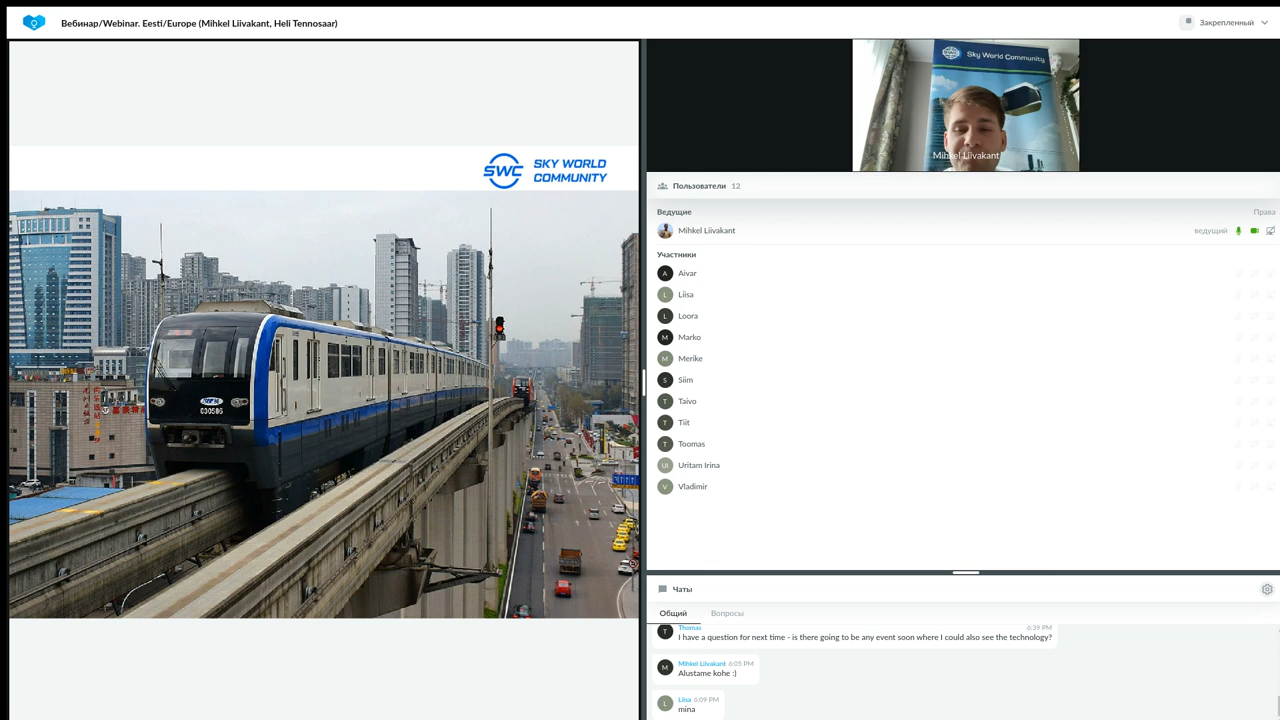 Вебинар/Webinar. Eesti/Europe (Mihkel Liivakant, Heli Tennosaar)
Закрепленный
SWC SKY WORLD
COMMUNITY
030586
Sky World Community
Mihkel Liivakant
Пользователи 12
Ведущие
Права
Mihkel Liivakant
ведущий
Участники
A Aivar
L Liisa
L Loora
M Marko
M Merike
S Siim
T Taivo
T Tiit
T Toomas
UI Uritam Irina
V Vladimir
Чаты
Общий
Вопросы
T
Thomas 6:39 PM
I have a question for next time - is there going to be any event soon where I could also see the technology?
M
Mihkel Liivakant 6:05 PM
Alustame kohe :)
L
Liisa 6:09 PM
mina